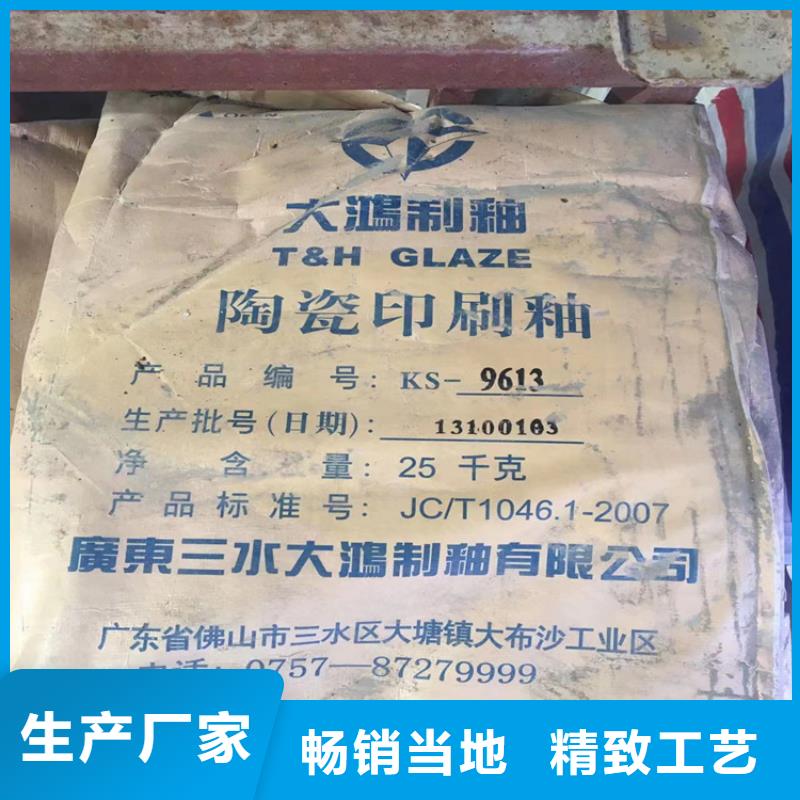 OPEN
大鴻制釉
T&H GLAZE
陶瓷印刷釉
产品编号: KS- 9613
生产批号(日期): 13100103
净含量: 25 千克
产品标准号: JC/T1046.1-2007
廣東三水大鴻制釉有限公司
广东省佛山市三水区大塘镇大布沙工业区
电话: 0757—87279999
生产厂家
畅销当地 精致工艺